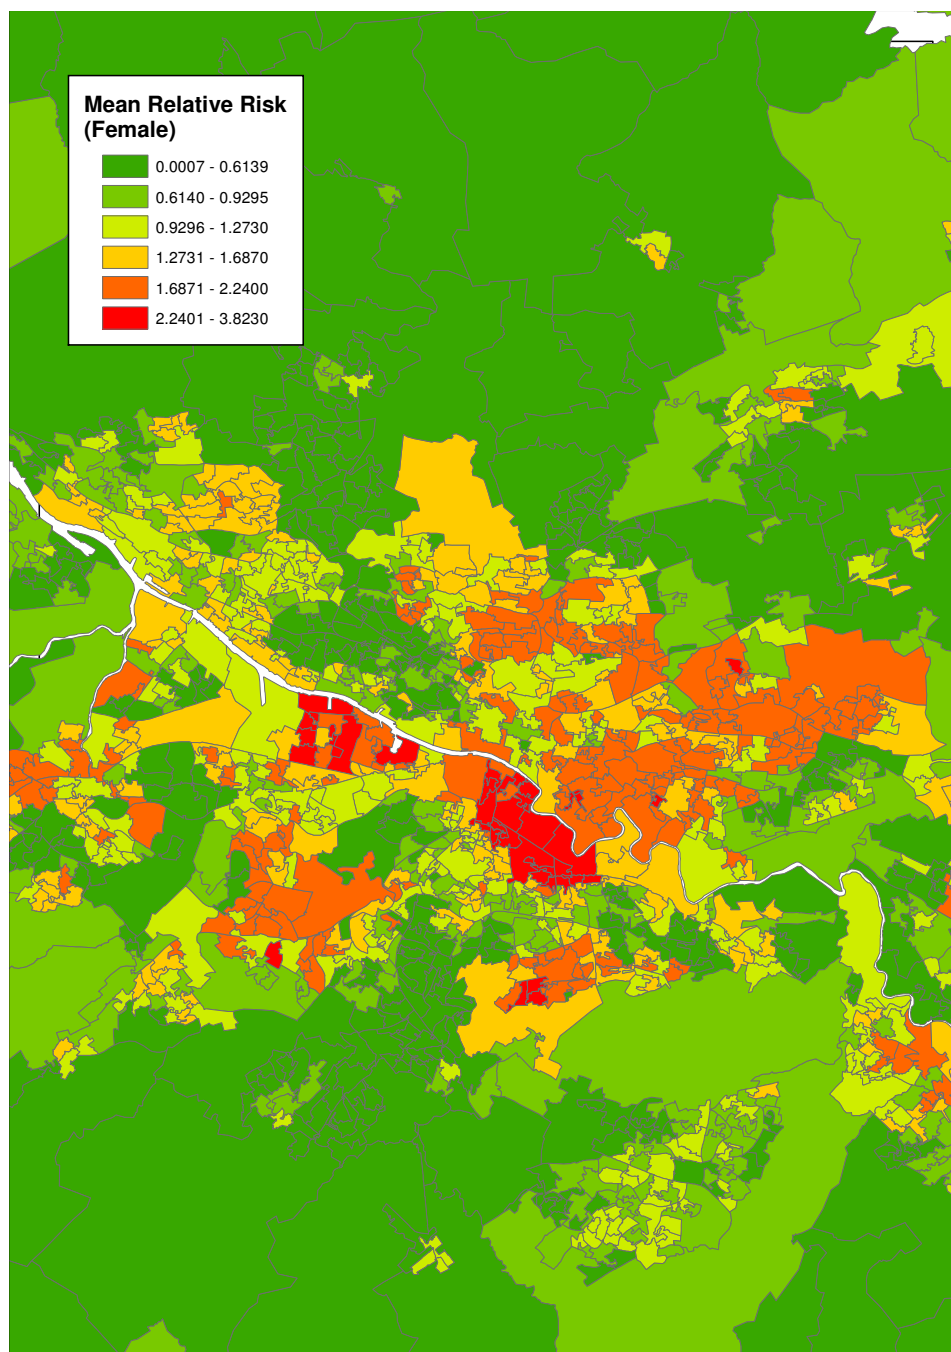 Mean Relative Risk
(Female)
0.0007 - 0.6139
0.6140 - 0.9295
0.9296 - 1.2730
1.2731 - 1.6870
1.6871 - 2.2400
2.2401 - 3.8230